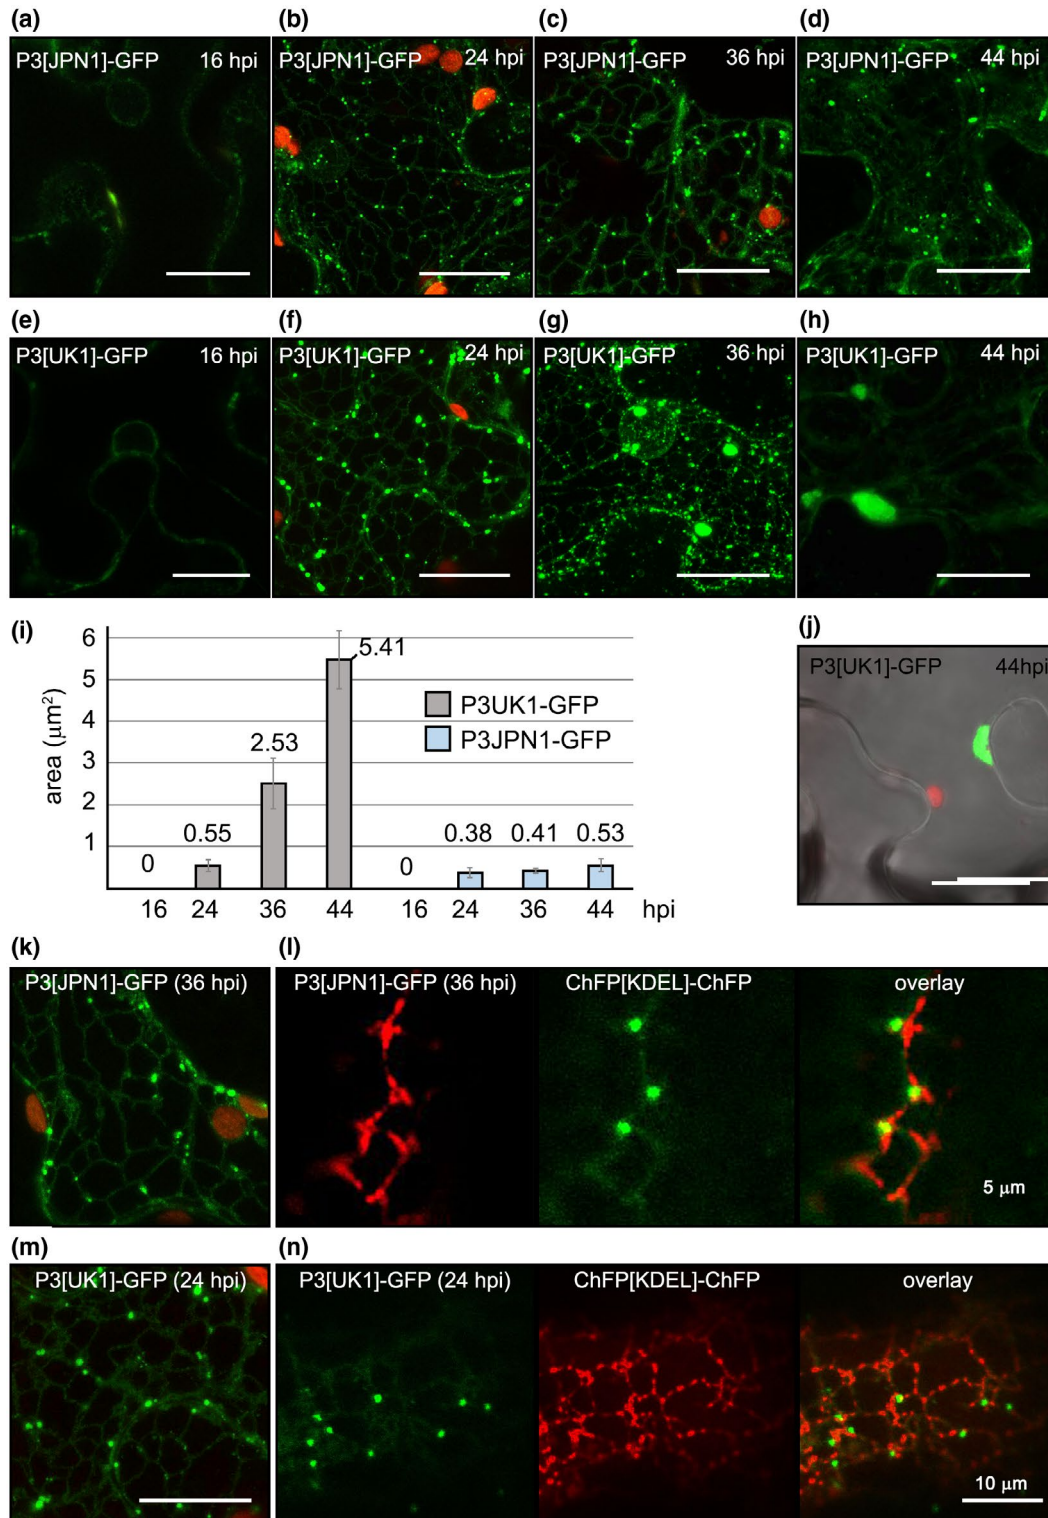 (a) (b) (c) (d)
P3[JPN1]-GFP 16 hpi P3[JPN1]-GFP 24 hpi P3[JPN1]-GFP 36 hpi P3[JPN1]-GFP 44 hpi
(e) (f) (g) (h)
P3[UK1]-GFP 16 hpi P3[UK1]-GFP 24 hpi P3[UK1]-GFP 36 hpi P3[UK1]-GFP 44 hpi
(i)
area (μm²)
6
5
4
3
2
1
0 0.55 2.53 5.41 0 0.38 0.41 0.53
P3UK1-GFP
P3JPN1-GFP
16 24 36 44 16 24 36 44 hpi
(j)
P3[UK1]-GFP 44hpi
(k) (l)
P3[JPN1]-GFP (36 hpi) P3[JPN1]-GFP (36 hpi) ChFP[KDEL]-ChFP overlay
5 μm
(m) (n)
P3[UK1]-GFP (24 hpi) P3[UK1]-GFP (24 hpi) ChFP[KDEL]-ChFP overlay
10 μm